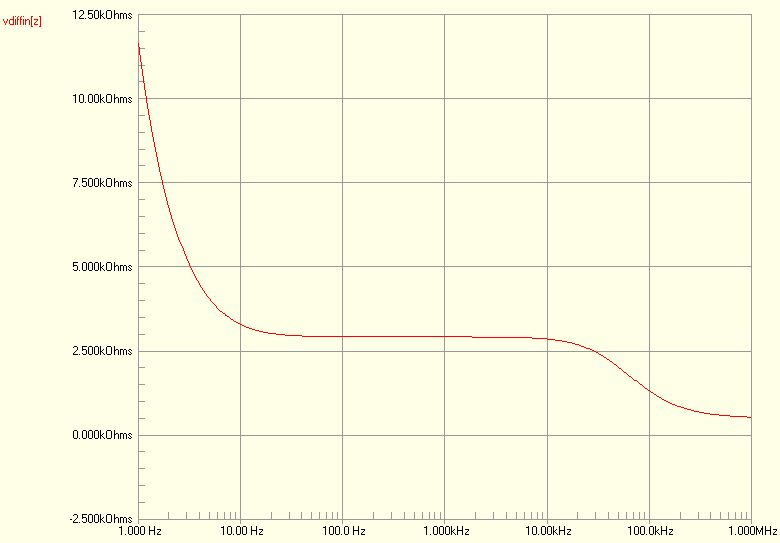 vdiffin[z]
12.50kOhms
10.00kOhms
7.500kOhms
5.000kOhms
2.500kOhms
0.000kOhms
-2.500kOhms
1.000 Hz 10.00 Hz 100.0 Hz 1.000kHz 10.00kHz 100.0kHz 1.000MHz